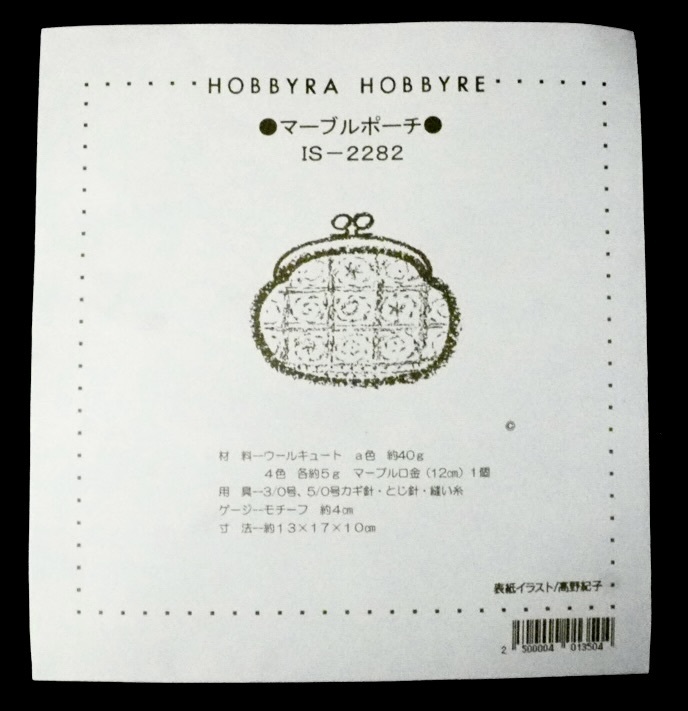 HOBBYRA HOBBYRE
●マーブルポーチ●
IS－2282
©
材　料―ウールキュート　a色　約40g
4色　各約5g　マーブル口金（12cm）1個
用　具―3/0号、5/0号カギ針・とじ針・縫い糸
ゲージ―モチーフ　約4cm
寸　法―約13×17×10cm
表紙イラスト/高野紀子
2 500004 013504